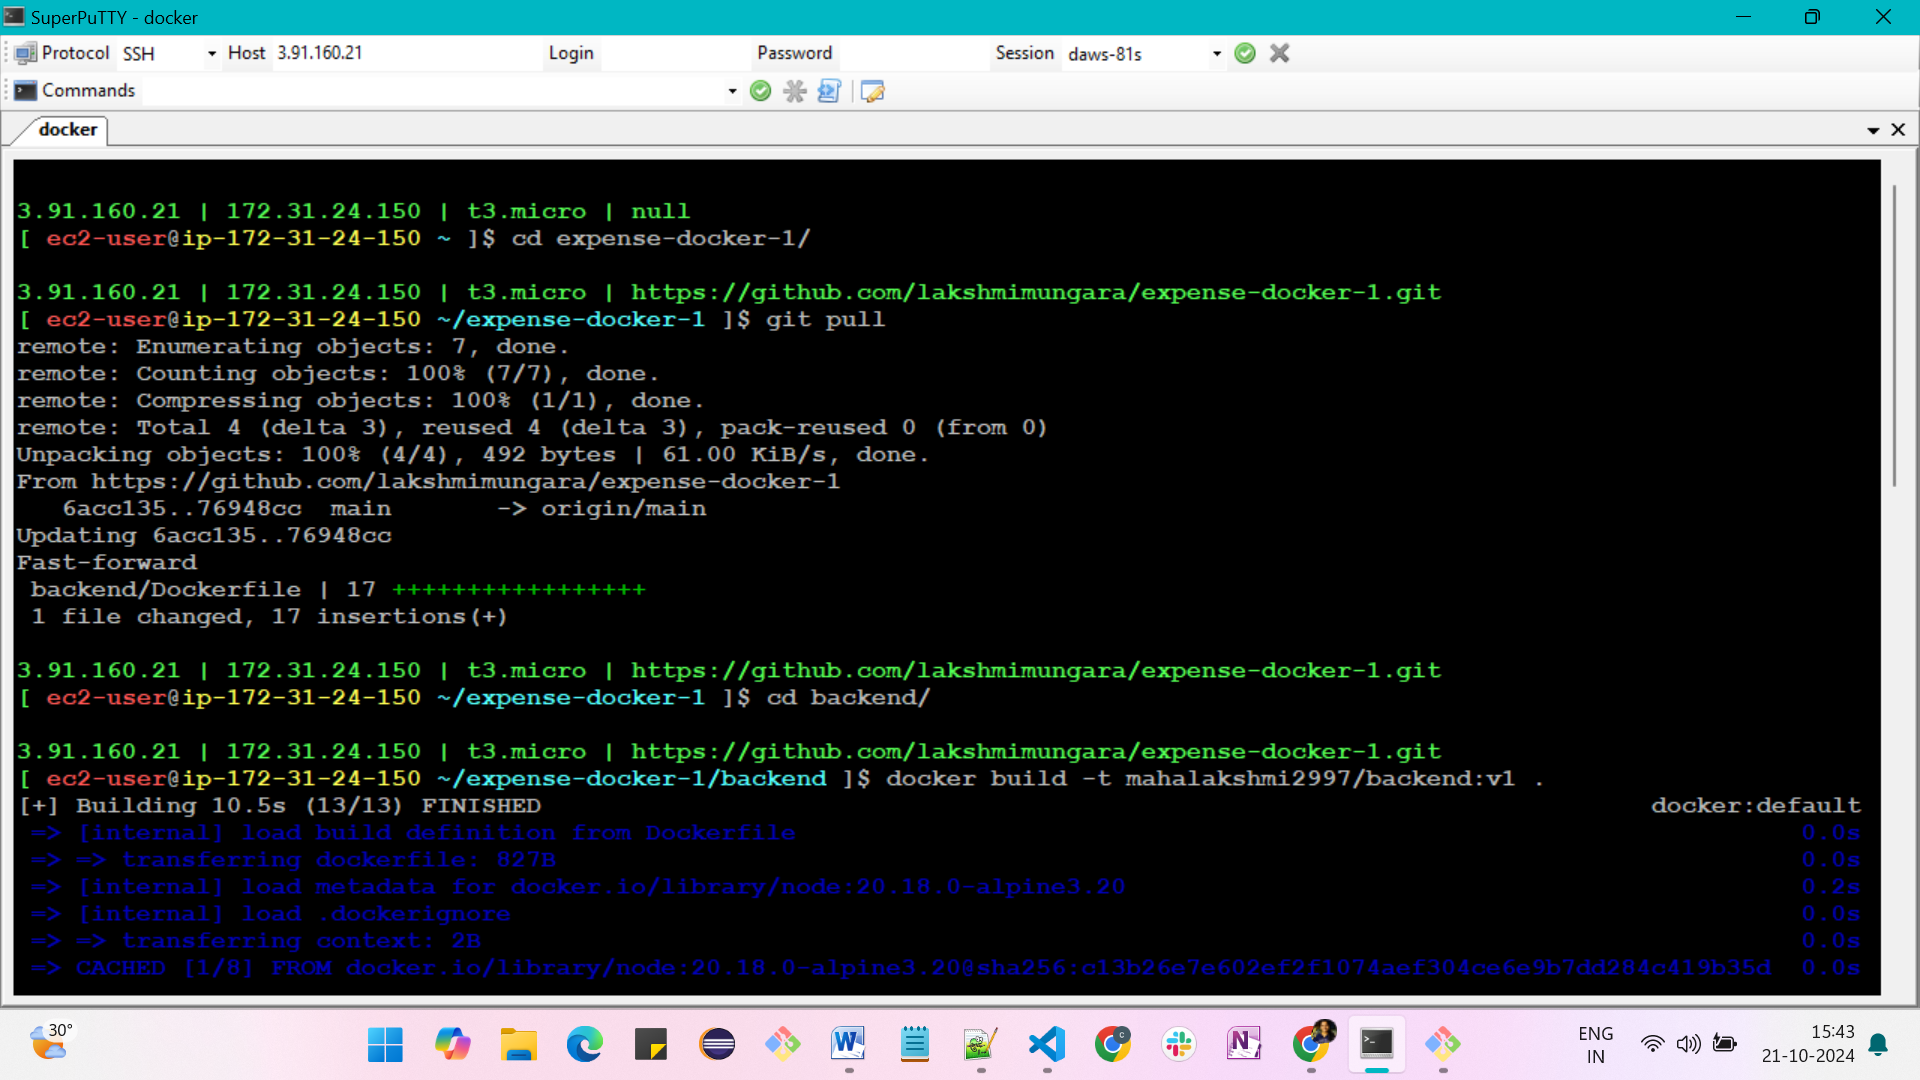 SuperPuTTY - docker
Protocol SSH Host 3.91.160.21 Login Password Session daws-81s
Commands
docker
3.91.160.21 | 172.31.24.150 | t3.micro | null
[ ec2-user@ip-172-31-24-150 ~ ]$ cd expense-docker-1/
3.91.160.21 | 172.31.24.150 | t3.micro | https://github.com/lakshmimungara/expense-docker-1.git
[ ec2-user@ip-172-31-24-150 ~/expense-docker-1 ]$ git pull
remote: Enumerating objects: 7, done.
remote: Counting objects: 100% (7/7), done.
remote: Compressing objects: 100% (1/1), done.
remote: Total 4 (delta 3), reused 4 (delta 3), pack-reused 0 (from 0)
Unpacking objects: 100% (4/4), 492 bytes | 61.00 KiB/s, done.
From https://github.com/lakshmimungara/expense-docker-1
   6acc135..76948cc  main       -> origin/main
Updating 6acc135..76948cc
Fast-forward
 backend/Dockerfile | 17 +++++++++++++++++
 1 file changed, 17 insertions(+)
3.91.160.21 | 172.31.24.150 | t3.micro | https://github.com/lakshmimungara/expense-docker-1.git
[ ec2-user@ip-172-31-24-150 ~/expense-docker-1 ]$ cd backend/
3.91.160.21 | 172.31.24.150 | t3.micro | https://github.com/lakshmimungara/expense-docker-1.git
[ ec2-user@ip-172-31-24-150 ~/expense-docker-1/backend ]$ docker build -t mahalakshmi2997/backend:v1 .
[+] Building 10.5s (13/13) FINISHED docker:default
 => [internal] load build definition from Dockerfile 0.0s
 => => transferring dockerfile: 827B 0.0s
 => [internal] load metadata for docker.io/library/node:20.18.0-alpine3.20 0.2s
 => [internal] load .dockerignore 0.0s
 => => transferring context: 2B 0.0s
 => CACHED [1/8] FROM docker.io/library/node:20.18.0-alpine3.20@sha256:c13b26e7e602ef2f1074aef304ce6e9b7dd284c419b35d 0.0s
30°
ENG 15:43
IN 21-10-2024